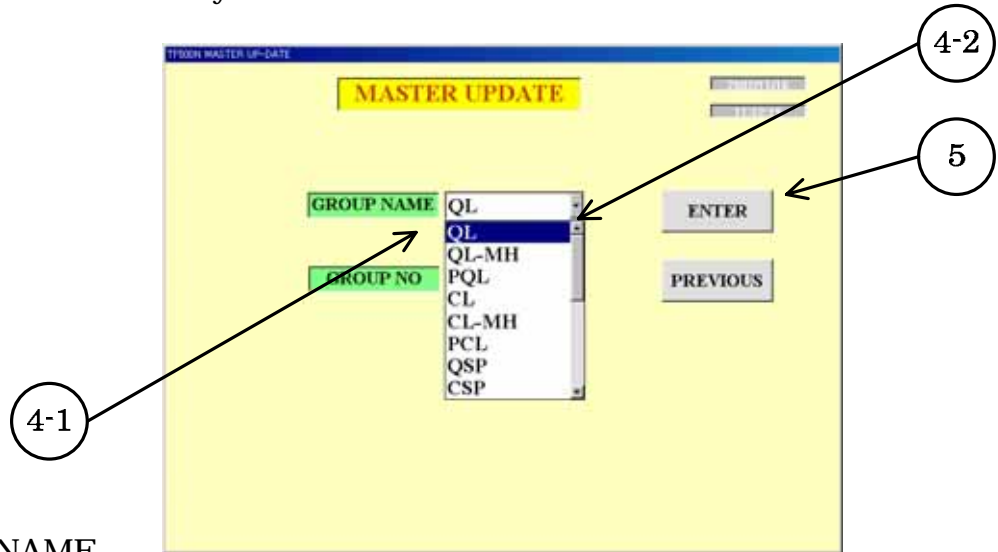 4-2
TF500N MASTER UP-DATE
MASTER UPDATE
5
GROUP NAME QL ENTER
QL
QL-MH
GROUP NO PQL PREVIOUS
CL
CL-MH
PCL
QSP
CSP
4-1
NAME